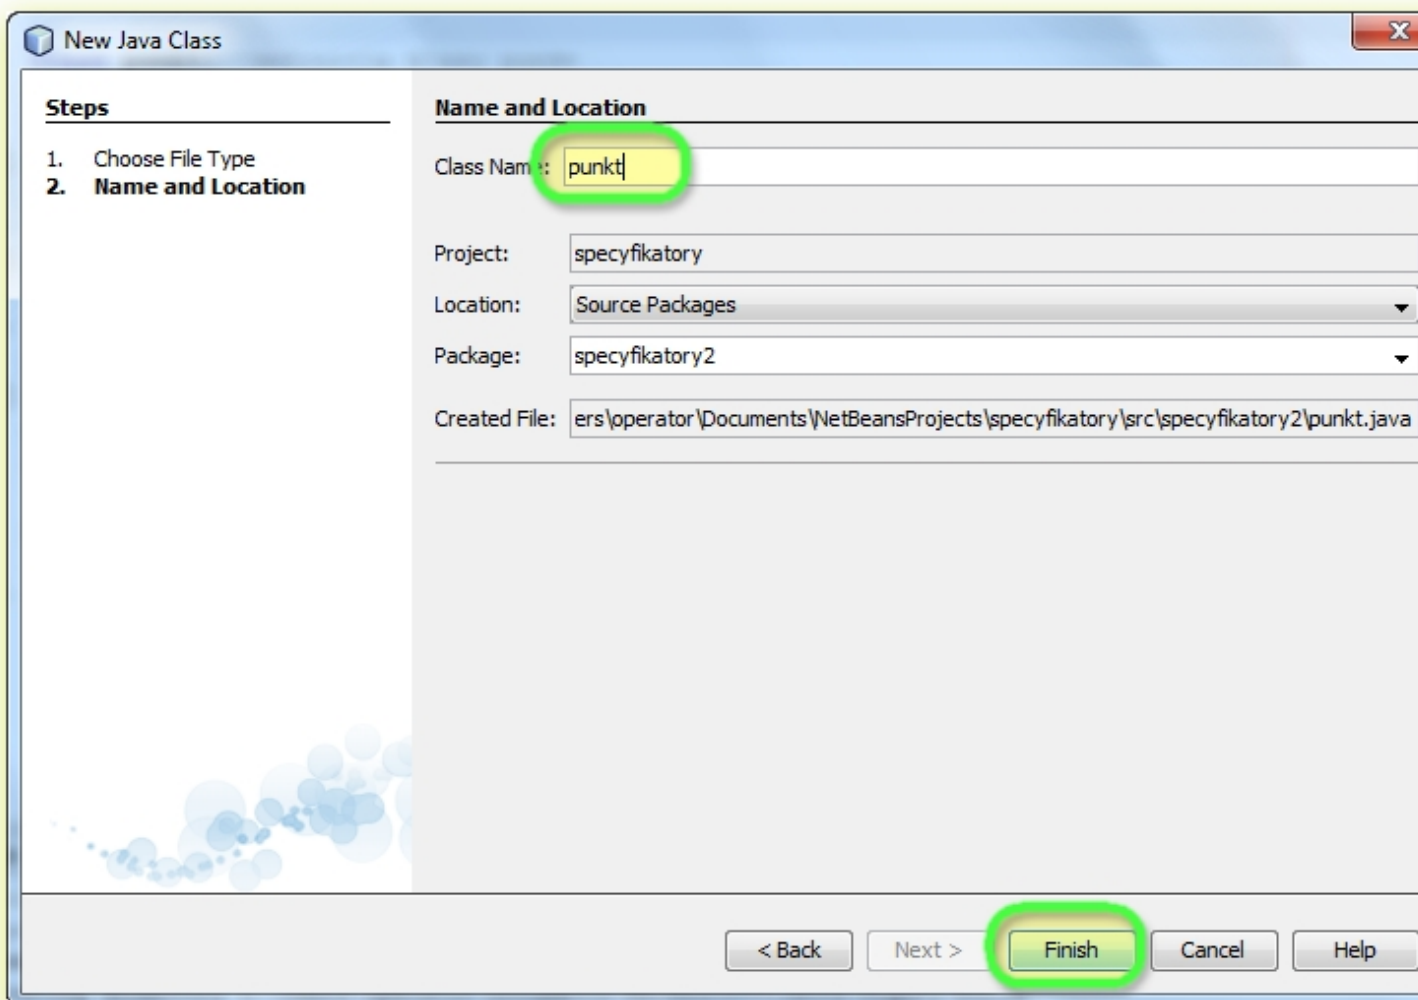 New Java Class
Steps
1. Choose File Type
2. Name and Location
Name and Location
Class Name: punkt
Project: specyfikatory
Location: Source Packages
Package: specyfikatory2
Created File: ers\operator\Documents\NetBeansProjects\specyfikatory\src\specyfikatory2\punkt.java
< Back Next > Finish Cancel Help